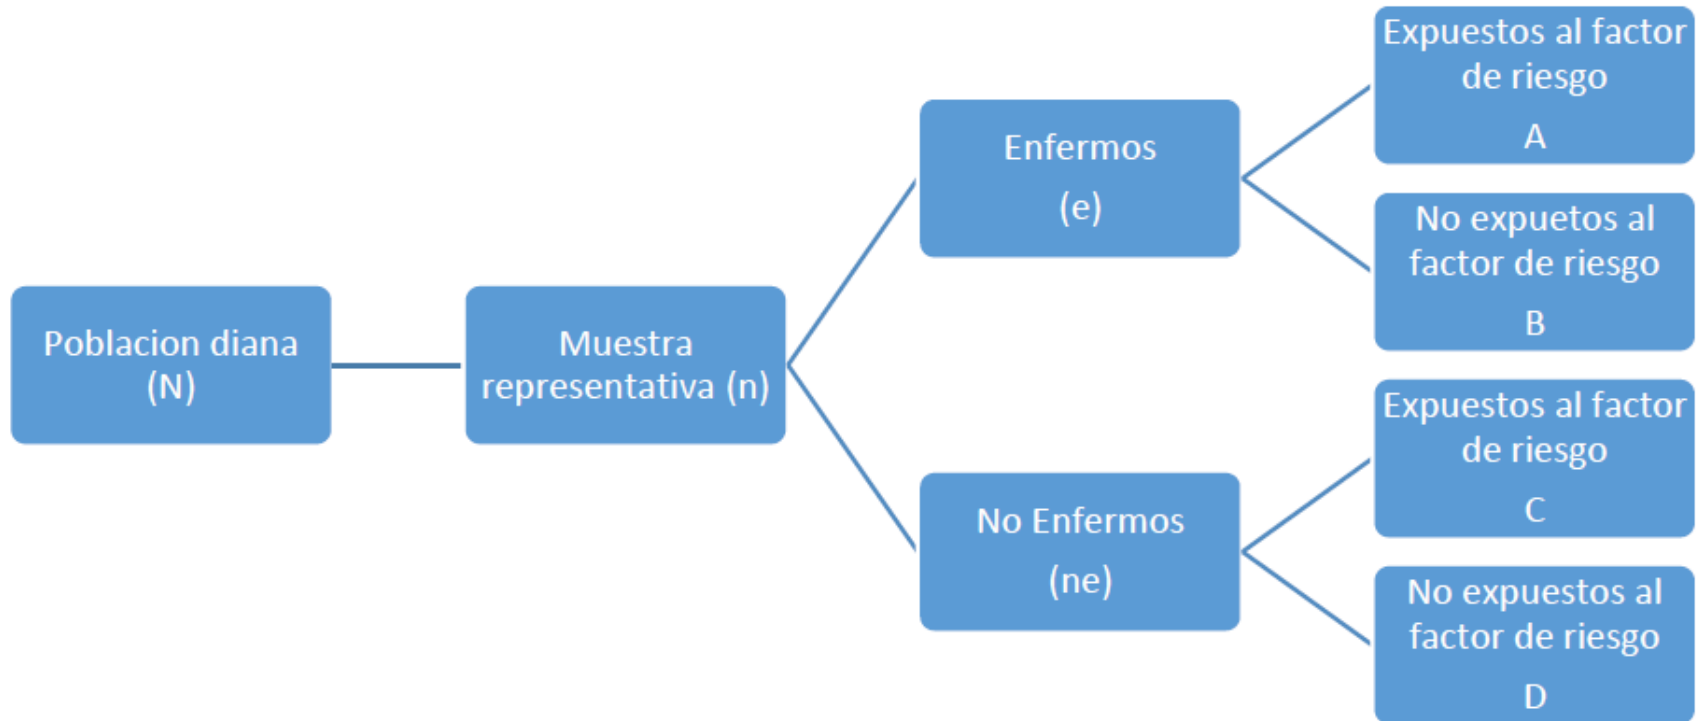 Poblacion diana
(N)
Muestra
representativa (n)
Enfermos
(e)
No Enfermos
(ne)
Expuestos al factor
de riesgo
A
No expuetos al
factor de riesgo
B
Expuestos al factor
de riesgo
C
No expuestos al
factor de riesgo
D